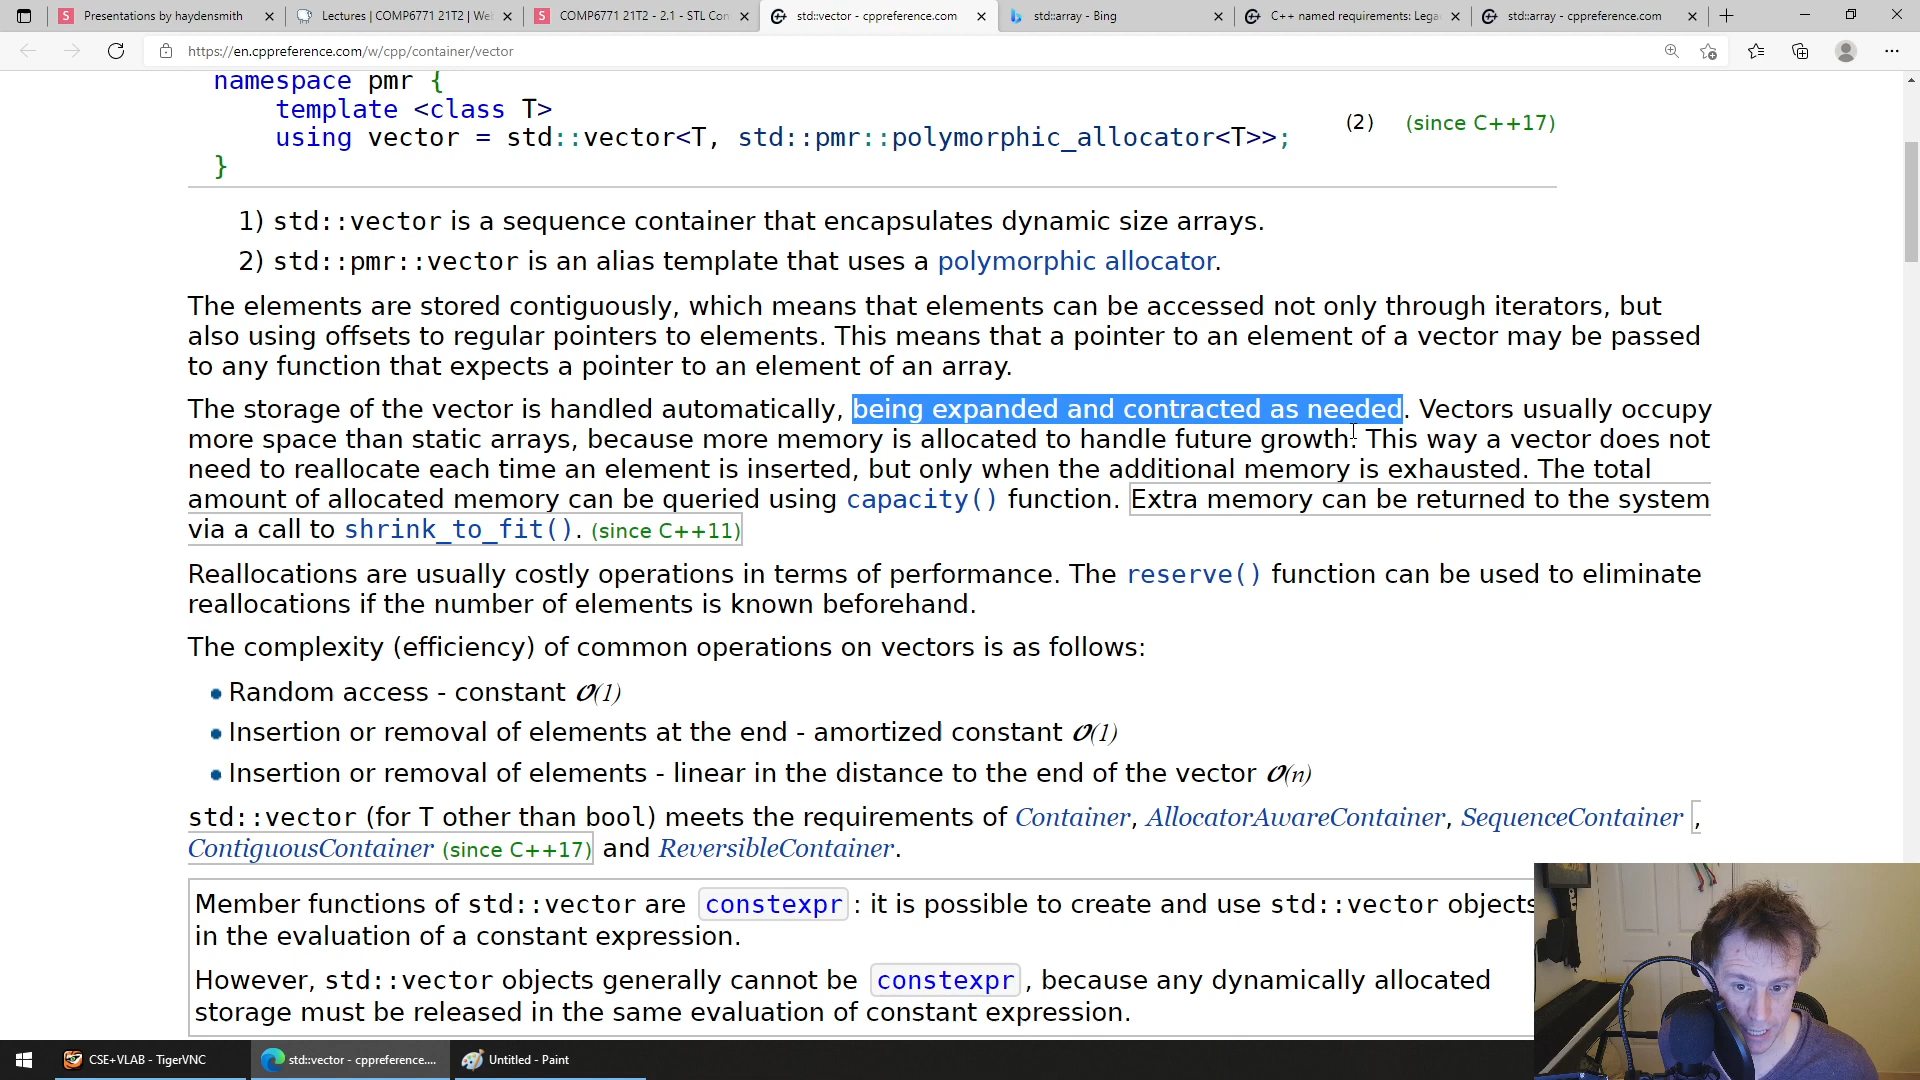 Presentations by haydensmith
Lectures | COMP6771 21T2 | We
COMP6771 21T2 - 2.1 - STL Con
std::vector - cppreference.com
std::array - Bing
C++ named requirements: Lega
std::array - cppreference.com
https://en.cppreference.com/w/cpp/container/vector
namespace pmr {
template <class T>
using vector = std::vector<T, std::pmr::polymorphic_allocator<T>>;
(2) (since C++17)
}
1) std::vector is a sequence container that encapsulates dynamic size arrays.
2) std::pmr::vector is an alias template that uses a polymorphic allocator.
The elements are stored contiguously, which means that elements can be accessed not only through iterators, but
also using offsets to regular pointers to elements. This means that a pointer to an element of a vector may be passed
to any function that expects a pointer to an element of an array.
The storage of the vector is handled automatically, being expanded and contracted as needed. Vectors usually occupy
more space than static arrays, because more memory is allocated to handle future growth. This way a vector does not
need to reallocate each time an element is inserted, but only when the additional memory is exhausted. The total
amount of allocated memory can be queried using capacity() function. Extra memory can be returned to the system
via a call to shrink_to_fit(). (since C++11)
Reallocations are usually costly operations in terms of performance. The reserve() function can be used to eliminate
reallocations if the number of elements is known beforehand.
The complexity (efficiency) of common operations on vectors is as follows:
Random access - constant O(1)
Insertion or removal of elements at the end - amortized constant O(1)
Insertion or removal of elements - linear in the distance to the end of the vector O(n)
std::vector (for T other than bool) meets the requirements of Container, AllocatorAwareContainer, SequenceContainer ,
ContiguousContainer (since C++17) and ReversibleContainer.
Member functions of std::vector are constexpr: it is possible to create and use std::vector objects
in the evaluation of a constant expression.
However, std::vector objects generally cannot be constexpr, because any dynamically allocated
storage must be released in the same evaluation of constant expression.
CSE+VLAB - TigerVNC
std::vector - cppreference....
Untitled - Paint